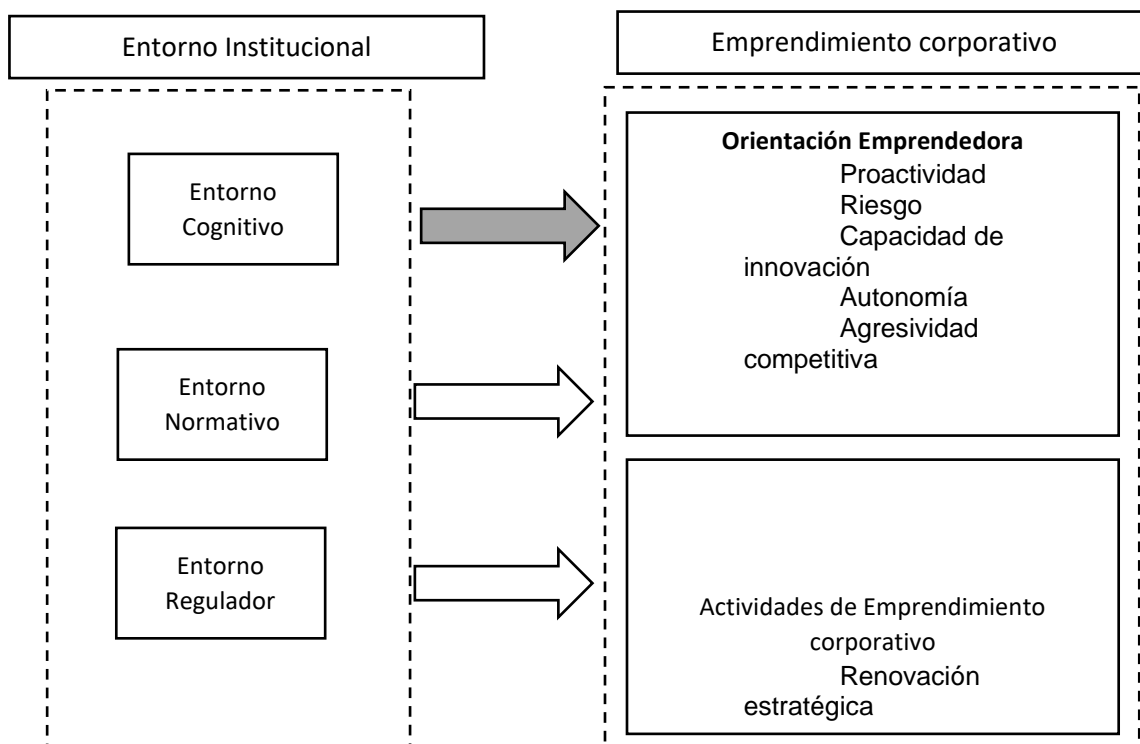 Entorno Institucional
Emprendimiento corporativo
Entorno
Cognitivo
Entorno
Normativo
Entorno
Regulador
Orientación Emprendedora
Proactividad
Riesgo
Capacidad de
innovación
Autonomía
Agresividad
competitiva
Actividades de Emprendimiento
corporativo
Renovación
estratégica